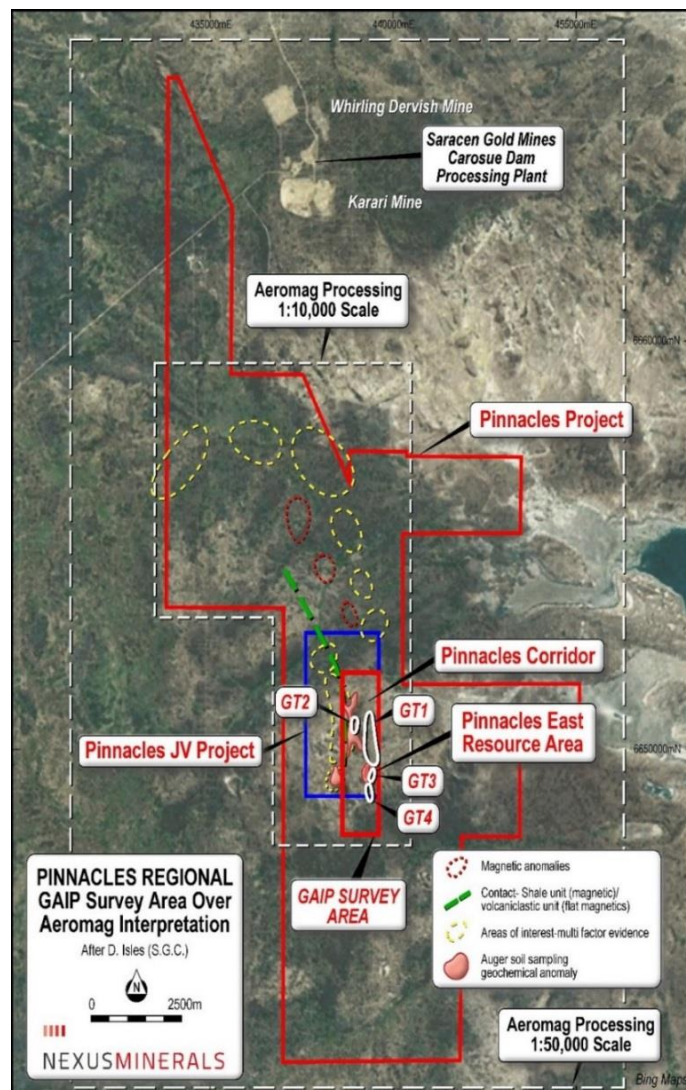 435000mE
440000mE
455000mE
Whirling Dervish Mine
Saracen Gold Mines
Carosue Dam
Processing Plant
Karari Mine
Aeromag Processing
1:10,000 Scale
6660000mN
Pinnacles Project
Pinnacles Corridor
GT2
GT1
Pinnacles JV Project
Pinnacles East
Resource Area
6650000mN
GT3
GT4
GAIP SURVEY
AREA
PINNACLES REGIONAL
GAIP Survey Area Over
Aeromag Interpretation
After D. Isles (S.G.C.)
N
0 2500m
NEXUSMINERALS
Magnetic anomalies
Contact- Shale unit (magnetic)/
volcaniclastic unit (flat magnetics)
Areas of interest-multi factor evidence
Auger soil sampling
geochemical anomaly
Aeromag Processing
1:50,000 Scale
Bing Maps